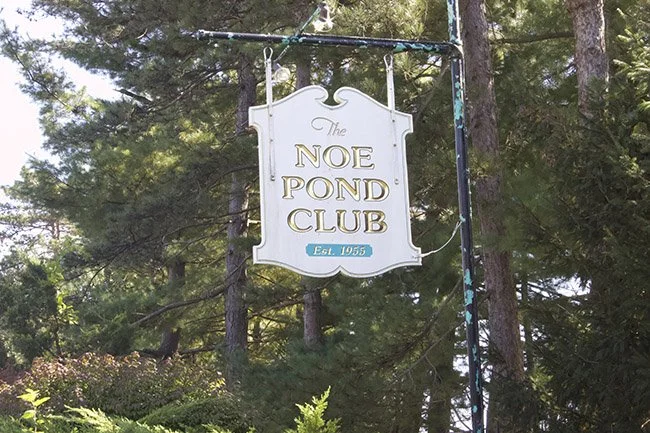 The
NOE
POND
CLUB
Est. 1955